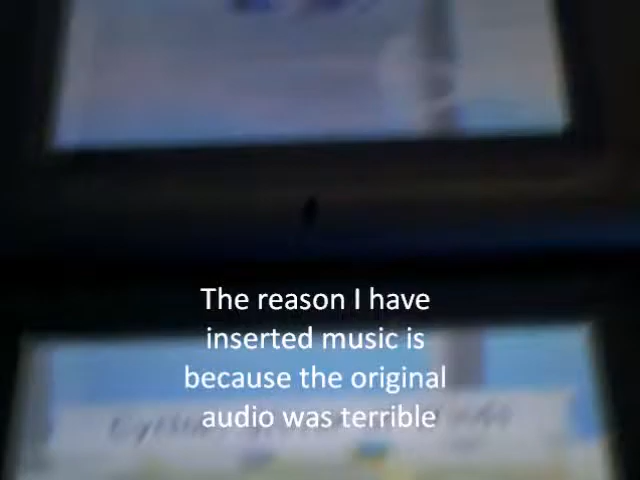 The reason I have
inserted music is
because the original
audio was terrible